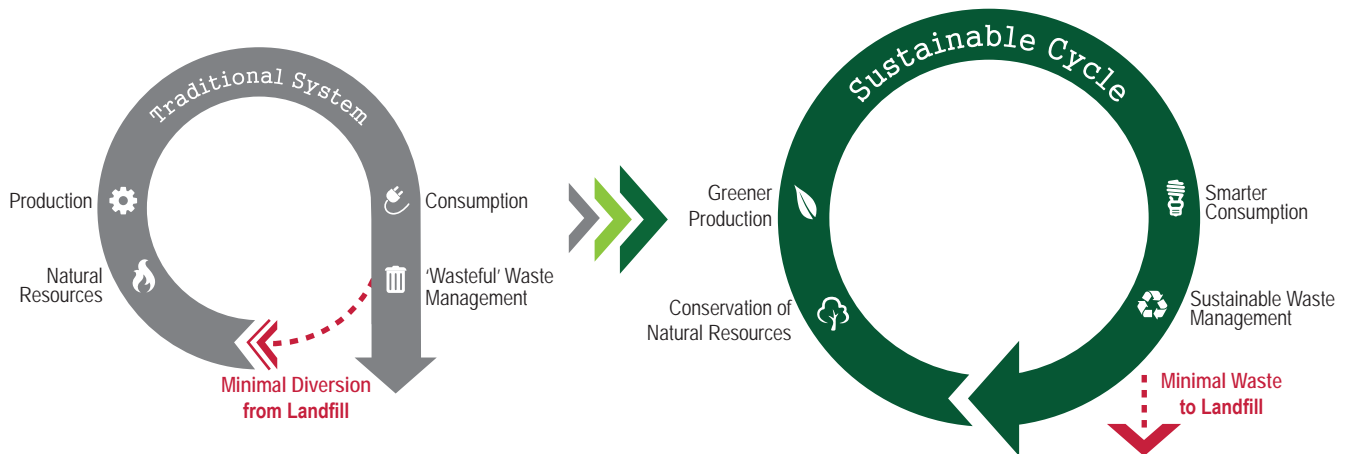 Traditional System
Production
Consumption
Natural
Resources
'Wasteful' Waste
Management
Minimal Diversion
from Landfill
Sustainable Cycle
Greener
Production
Smarter
Consumption
Conservation of
Natural Resources
Sustainable Waste
Management
Minimal Waste
to Landfill